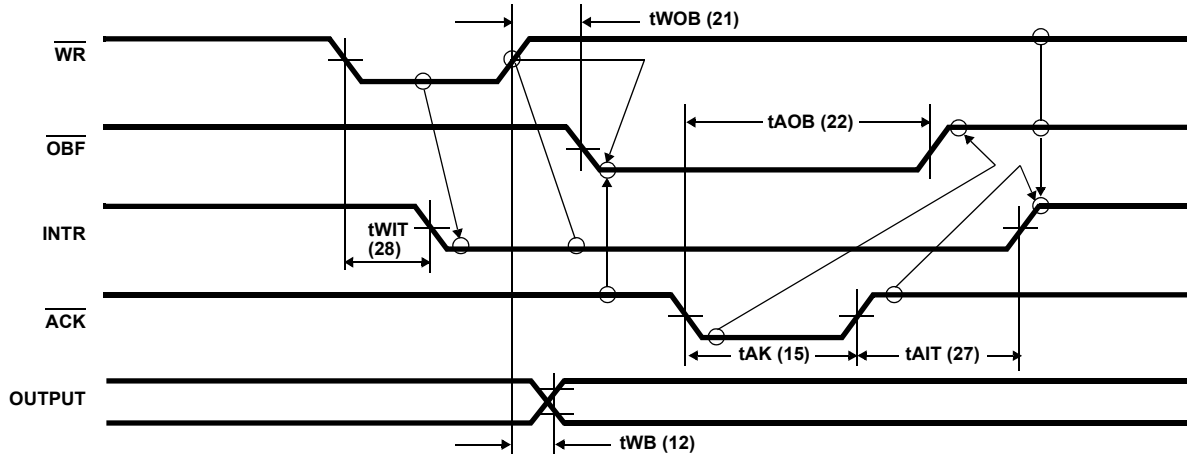 tWOB (21)
WR
tAOB (22)
OBF
INTR
tWIT
(28)
ACK
tAK (15)
tAIT (27)
OUTPUT
tWB (12)